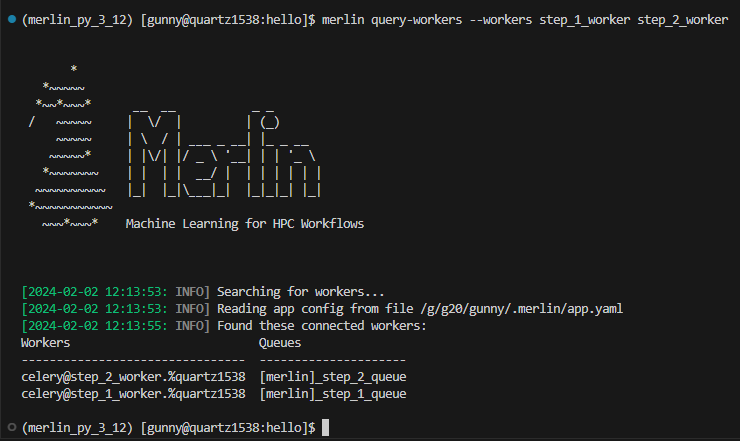 (merlin_py_3_12) [gunny@quartz1538:hello]$ merlin query-workers --workers step_1_worker step_2_worker
Merlin
Machine Learning for HPC Workflows
[2024-02-02 12:13:53: INFO] Searching for workers...
[2024-02-02 12:13:53: INFO] Reading app config from file /g/g20/gunny/.merlin/app.yaml
[2024-02-02 12:13:55: INFO] Found these connected workers:
Workers Queues
-------------------------------- ---------------------
celery@step_2_worker.%quartz1538 [merlin]_step_2_queue
celery@step_1_worker.%quartz1538 [merlin]_step_1_queue
(merlin_py_3_12) [gunny@quartz1538:hello]$